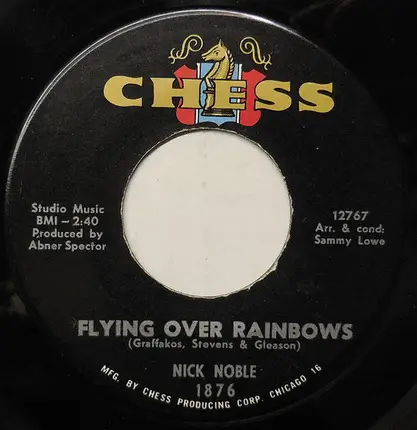 CHESS
Studio Music
BMI - 2:40
Produced by
Abner Spector
12767
Arr. & cond:
Sammy Lowe
FLYING OVER RAINBOWS
(Graffakos, Stevens & Gleason)
NICK NOBLE
1876
MFG. BY CHESS PRODUCING CORP. CHICAGO 16